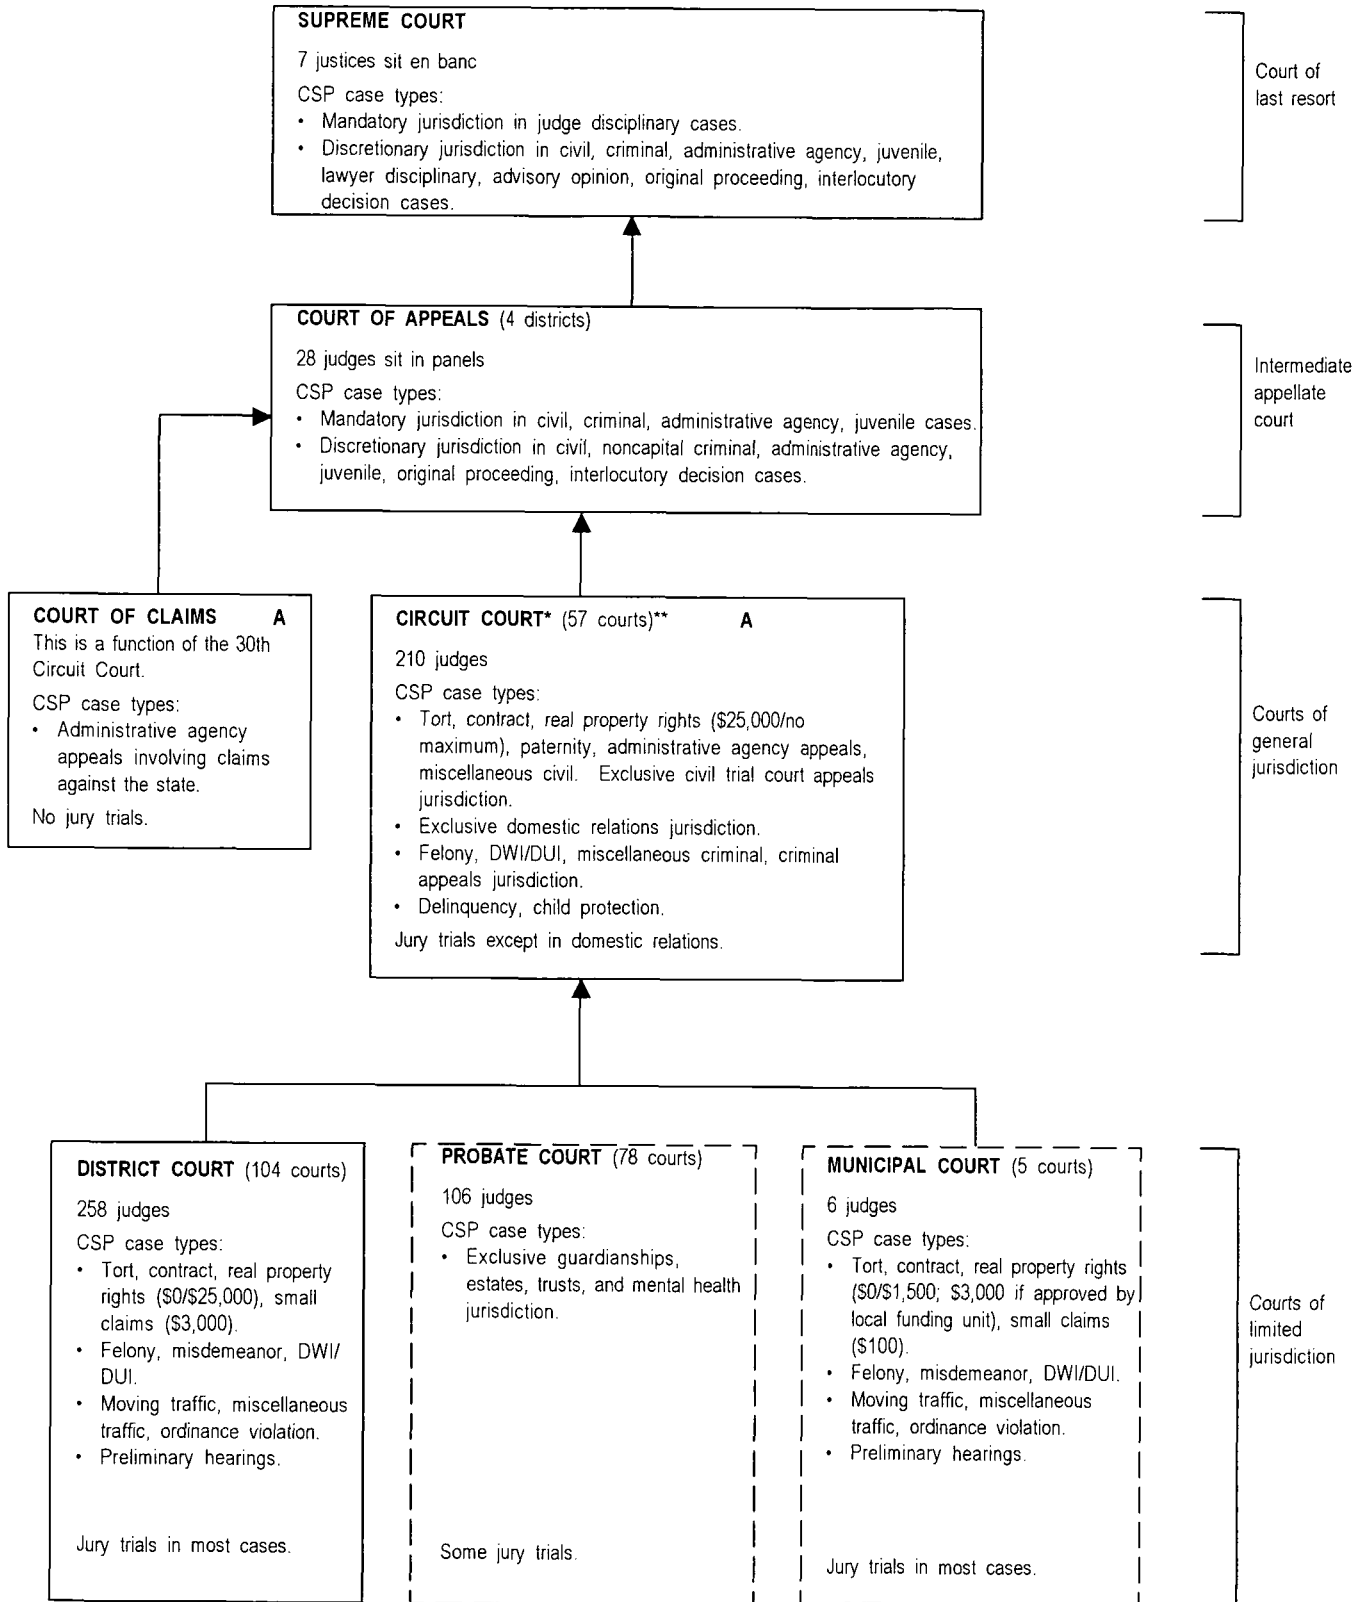 SUPREME COURT
7 justices sit en banc
CSP case types:
• Mandatory jurisdiction in judge disciplinary cases.
• Discretionary jurisdiction in civil, criminal, administrative agency, juvenile,
lawyer disciplinary, advisory opinion, original proceeding, interlocutory
decision cases.
Court of
last resort
COURT OF APPEALS (4 districts)
28 judges sit in panels
CSP case types:
• Mandatory jurisdiction in civil, criminal, administrative agency, juvenile cases.
• Discretionary jurisdiction in civil, noncapital criminal, administrative agency,
juvenile, original proceeding, interlocutory decision cases.
Intermediate
appellate
court
COURT OF CLAIMS A
This is a function of the 30th
Circuit Court.
CSP case types:
• Administrative agency
appeals involving claims
against the state.
No jury trials.
CIRCUIT COURT* (57 courts)** A
210 judges
CSP case types:
• Tort, contract, real property rights ($25,000/no
maximum), paternity, administrative agency appeals,
miscellaneous civil. Exclusive civil trial court appeals
jurisdiction.
• Exclusive domestic relations jurisdiction.
• Felony, DWI/DUI, miscellaneous criminal, criminal
appeals jurisdiction.
• Delinquency, child protection.
Jury trials except in domestic relations.
Courts of
general
jurisdiction
DISTRICT COURT (104 courts)
258 judges
CSP case types:
• Tort, contract, real property
rights ($0/$25,000), small
claims ($3,000).
• Felony, misdemeanor, DWI/
DUI.
• Moving traffic, miscellaneous
traffic, ordinance violation.
• Preliminary hearings.
Jury trials in most cases.
PROBATE COURT (78 courts)
106 judges
CSP case types:
• Exclusive guardianships,
estates, trusts, and mental health
jurisdiction.
Some jury trials.
MUNICIPAL COURT (5 courts)
6 judges
CSP case types:
• Tort, contract, real property rights
($0/$1,500; $3,000 if approved by
local funding unit), small claims
($100).
• Felony, misdemeanor, DWI/DUI.
• Moving traffic, miscellaneous
traffic, ordinance violation.
• Preliminary hearings.
Jury trials in most cases.
Courts of
limited
jurisdiction